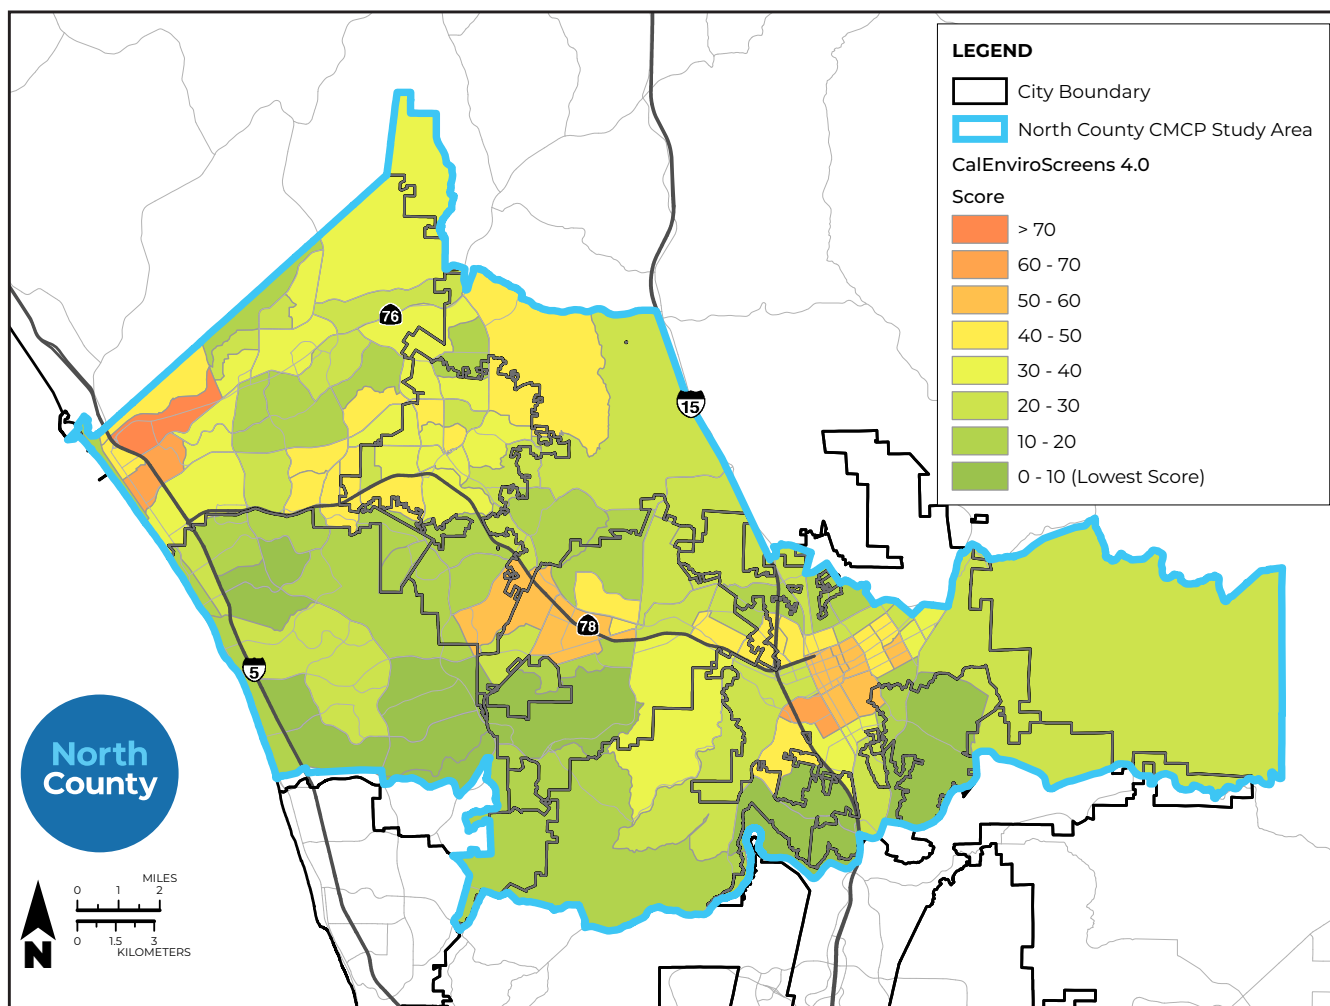 LEGEND
City Boundary
North County CMCP Study Area
CalEnviroScreens 4.0
Score
> 70
60 - 70
50 - 60
40 - 50
30 - 40
20 - 30
10 - 20
0 - 10 (Lowest Score)
76
15
78
5
North
County
MILES
0 1 2
0 1.5 3
KILOMETERS
N